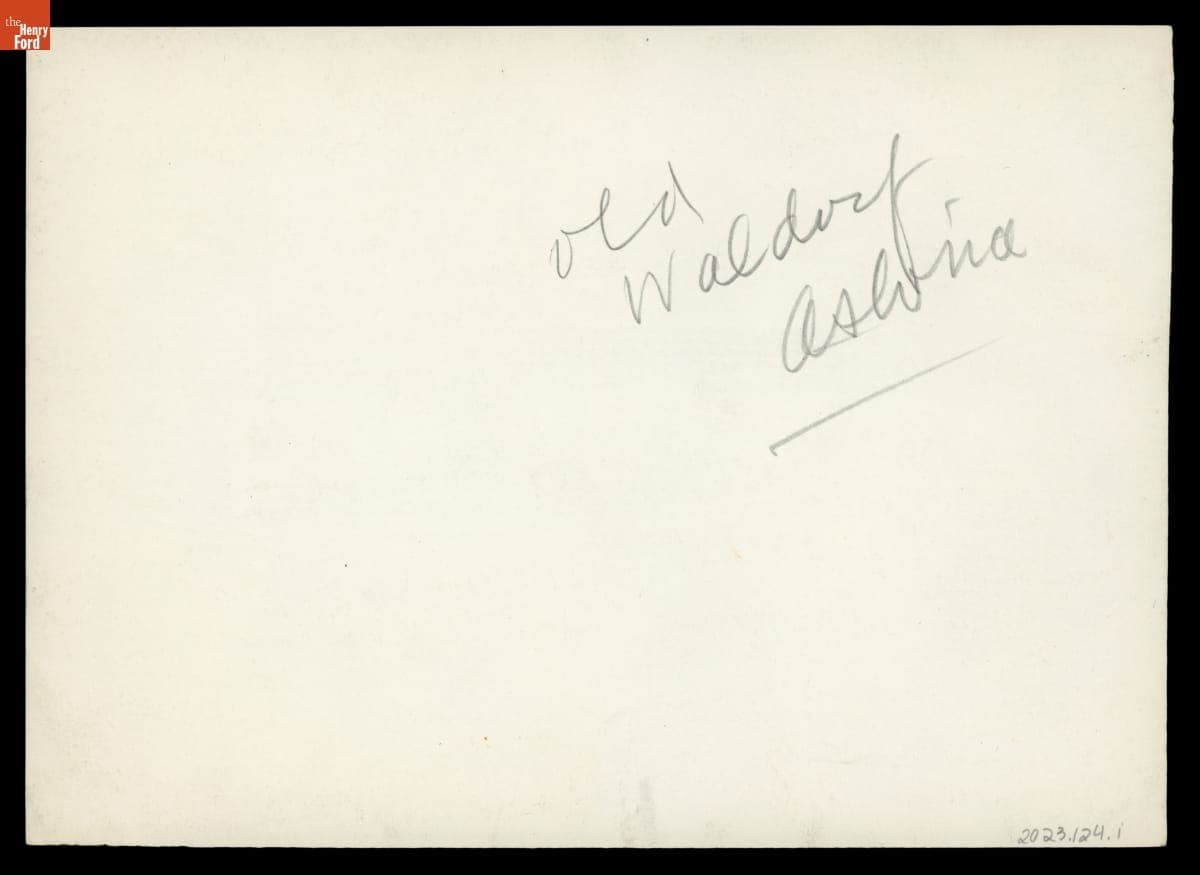 the
Henry
Ford
old
Waldorf
Astoria
2023.124.1